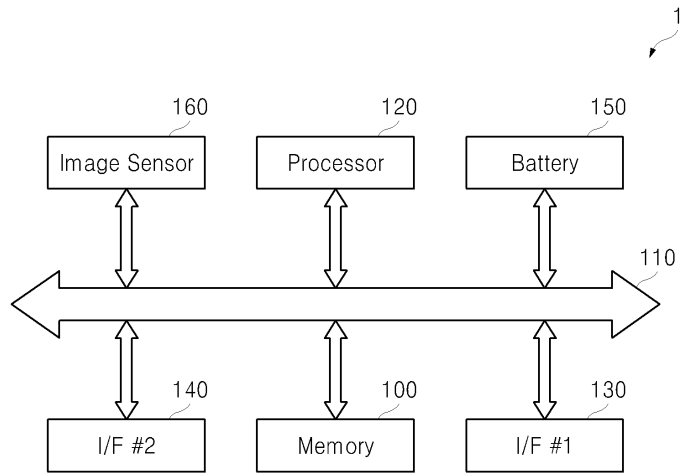 1
160
120
150
Image Sensor
Processor
Battery
110
140
100
130
I/F #2
Memory
I/F #1